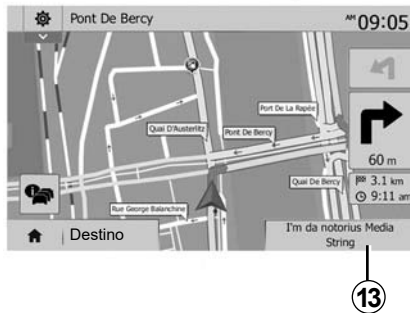 Pont De Bercy
AM 09:05
Port De La Rapée
Quai D'Austerlitz
Pont De Bercy
60 m
Quai De Bercy
3.1 km
9:11 am
Rue George Balanchine
Destino
I'm da notorius Media
String
13